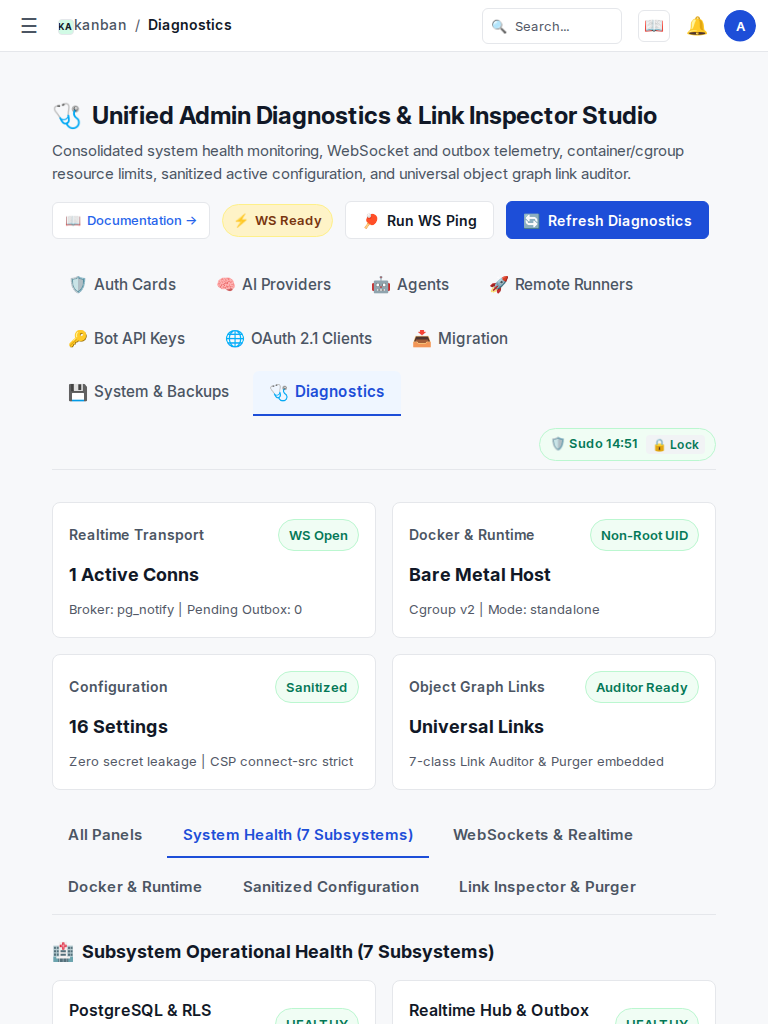 KA kanban / Diagnostics
Search...
A
Unified Admin Diagnostics & Link Inspector Studio
Consolidated system health monitoring, WebSocket and outbox telemetry, container/cgroup
resource limits, sanitized active configuration, and universal object graph link auditor.
Documentation →
WS Ready
Run WS Ping
Refresh Diagnostics
Auth Cards
AI Providers
Agents
Remote Runners
Bot API Keys
OAuth 2.1 Clients
Migration
System & Backups
Diagnostics
Sudo 14:51
Lock
Realtime Transport
WS Open
1 Active Conns
Broker: pg_notify | Pending Outbox: 0
Docker & Runtime
Non-Root UID
Bare Metal Host
Cgroup v2 | Mode: standalone
Configuration
Sanitized
16 Settings
Zero secret leakage | CSP connect-src strict
Object Graph Links
Auditor Ready
Universal Links
7-class Link Auditor & Purger embedded
All Panels
System Health (7 Subsystems)
WebSockets & Realtime
Docker & Runtime
Sanitized Configuration
Link Inspector & Purger
Subsystem Operational Health (7 Subsystems)
PostgreSQL & RLS
HEALTHY
Realtime Hub & Outbox
HEALTHY